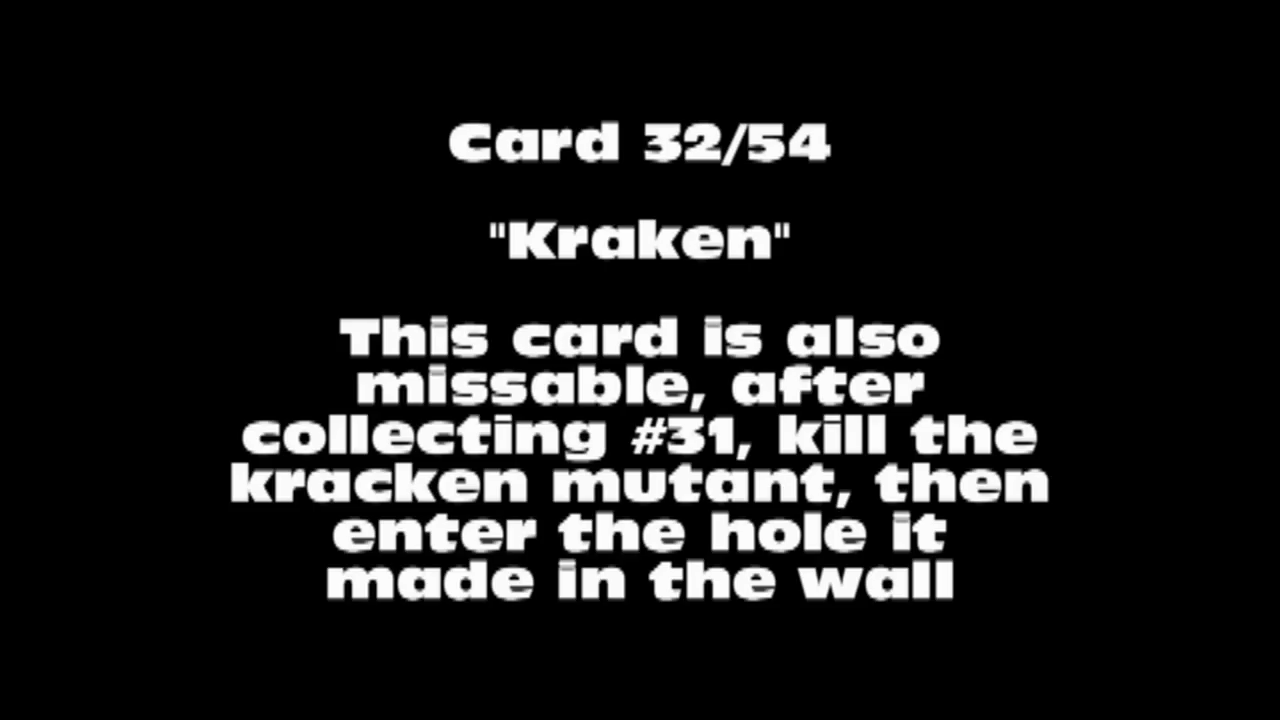 Card 32/54
"Kraken"
This card is also
missable, after
collecting #31, kill the
kracken mutant, then
enter the hole it
made in the wall